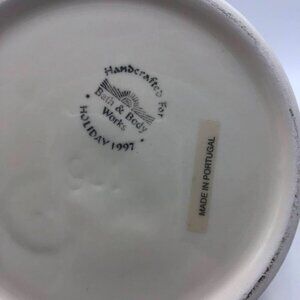 Handcrafted For
Bath & Body
Works
• HOLIDAY 1997 •
MADE IN PORTUGAL